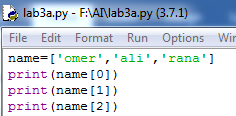 lab3a.py - F:\AI\lab3a.py (3.7.1)
File Edit Format Run Options Window
name=['omer','ali','rana']
print(name[0])
print(name[1])
print(name[2])